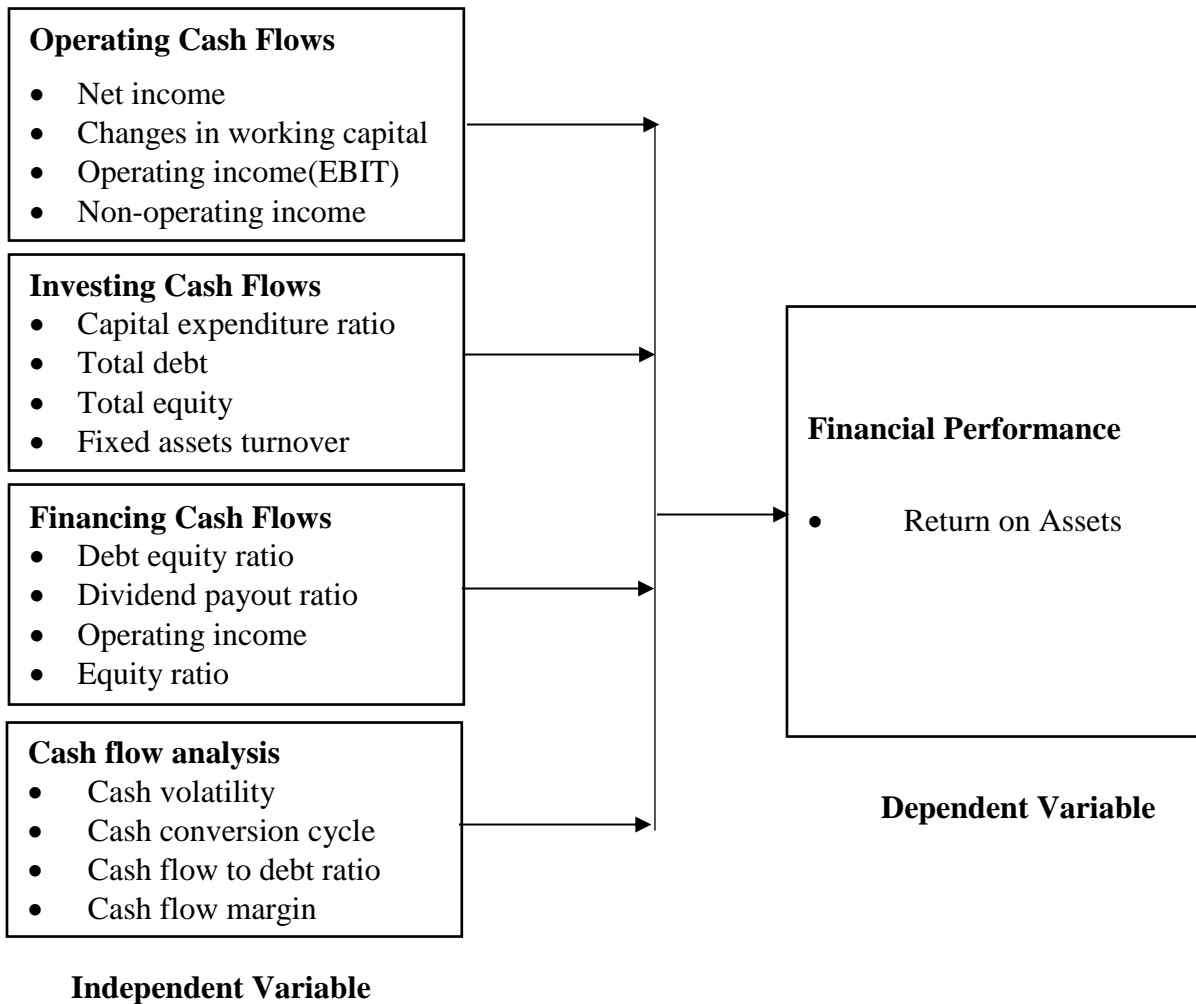 Operating Cash Flows
• Net income
• Changes in working capital
• Operating income(EBIT)
• Non-operating income
Investing Cash Flows
• Capital expenditure ratio
• Total debt
• Total equity
• Fixed assets turnover
Financing Cash Flows
• Debt equity ratio
• Dividend payout ratio
• Operating income
• Equity ratio
Cash flow analysis
• Cash volatility
• Cash conversion cycle
• Cash flow to debt ratio
• Cash flow margin
Independent Variable
Financial Performance
• Return on Assets
Dependent Variable